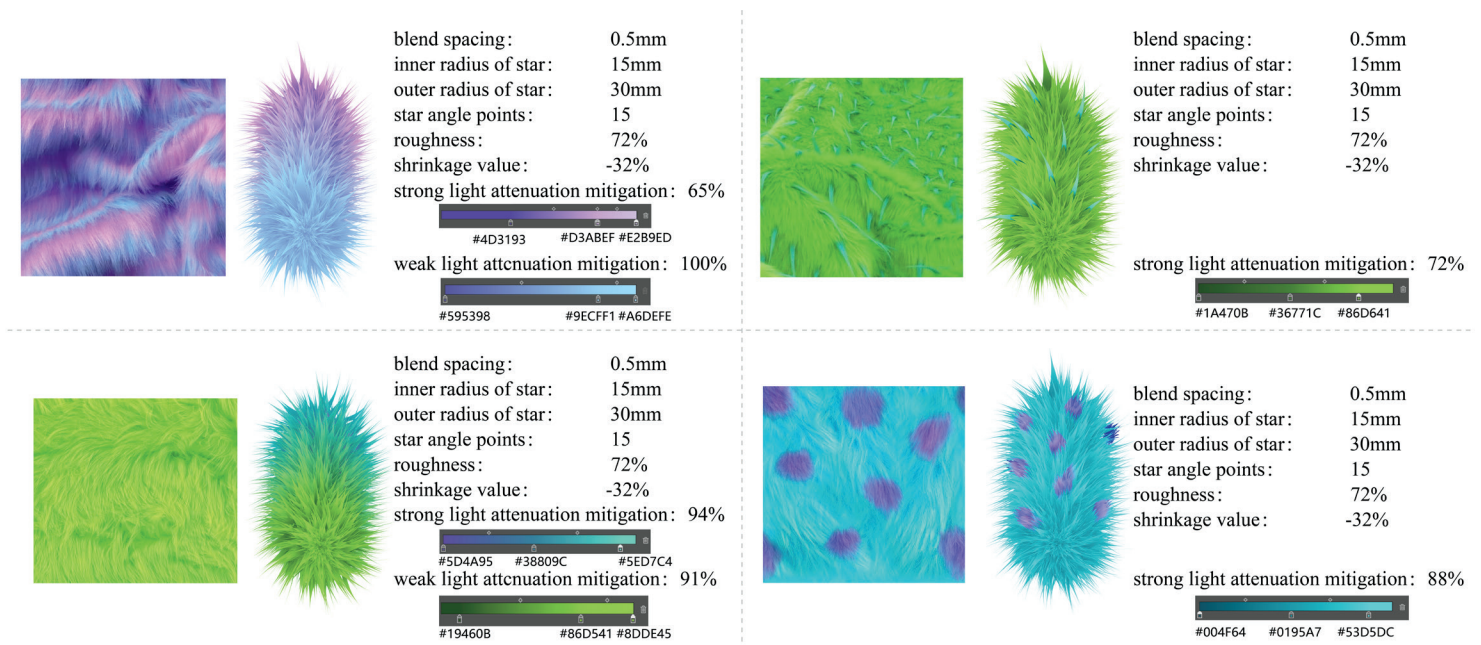 blend spacing: 0.5mm
inner radius of star: 15mm
outer radius of star: 30mm
star angle points: 15
roughness: 72%
shrinkage value: -32%
strong light attenuation mitigation: 65%
#4D3193 #D3ABEF #E2B9ED
weak light attcnuation mitigation: 100%
#595398 #9ECFF1 #A6DEFE
blend spacing: 0.5mm
inner radius of star: 15mm
outer radius of star: 30mm
star angle points: 15
roughness: 72%
shrinkage value: -32%
strong light attenuation mitigation: 72%
#1A470B #36771C #86D641
blend spacing: 0.5mm
inner radius of star: 15mm
outer radius of star: 30mm
star angle points: 15
roughness: 72%
shrinkage value: -32%
strong light attenuation mitigation: 94%
#5D4A95 #38809C #5ED7C4
weak light attcnuation mitigation: 91%
#19460B #86D541 #8DDE45
blend spacing: 0.5mm
inner radius of star: 15mm
outer radius of star: 30mm
star angle points: 15
roughness: 72%
shrinkage value: -32%
strong light attenuation mitigation: 88%
#004F64 #0195A7 #53D5DC